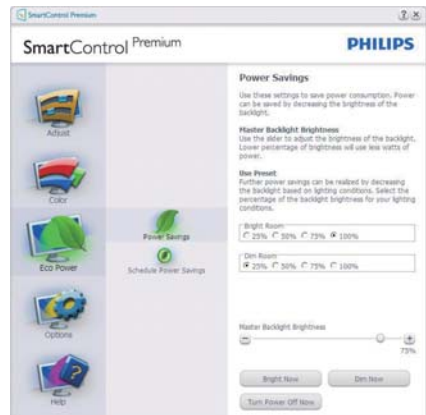 SmartControl Premium
SmartControl Premium
PHILIPS
Adjust
Color
Eco Power
Options
Help
Power Savings
Schedule Power Savings
Power Savings
Use these settings to save power consumption. Power
can be saved by decreasing the brightness of the
backlight.
Master Backlight Brightness
Use the slider to adjust the brightness of the backlight.
Lower percentage of brightness will use less watts of
power.
Use Preset
Further power savings can be realized by decreasing
the backlight based on lighting conditions. Select the
percentage of the backlight brightness for your lighting
conditions.
Bright Room
25% 50% 75% 100%
Dim Room
25% 50% 75% 100%
Master Backlight Brightness
75%
Bright Now
Dim Now
Turn Power Off Now